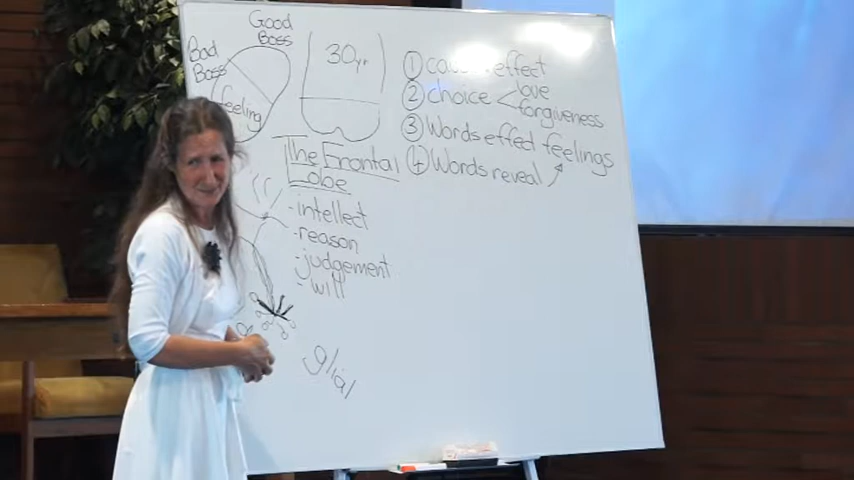 Good
Boss
Bad
Boss
feeling
30yr
① effect
② choice love
forgiveness
③ Words effect feelings
④ Words reveal
The Frontal
Lobe
- intellect
- reason
- judgement
- will
glial